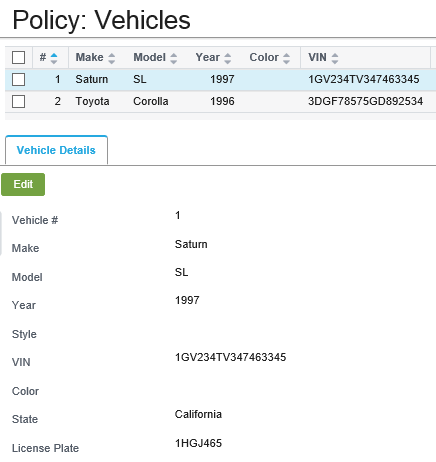 Policy: Vehicles
# Make Model Year Color VIN
1 Saturn SL 1997 1GV234TV347463345
2 Toyota Corolla 1996 3DGF78575GD892534
Vehicle Details
Edit
Vehicle # 1
Make Saturn
Model SL
Year 1997
Style
VIN 1GV234TV347463345
Color
State California
License Plate 1HGJ465